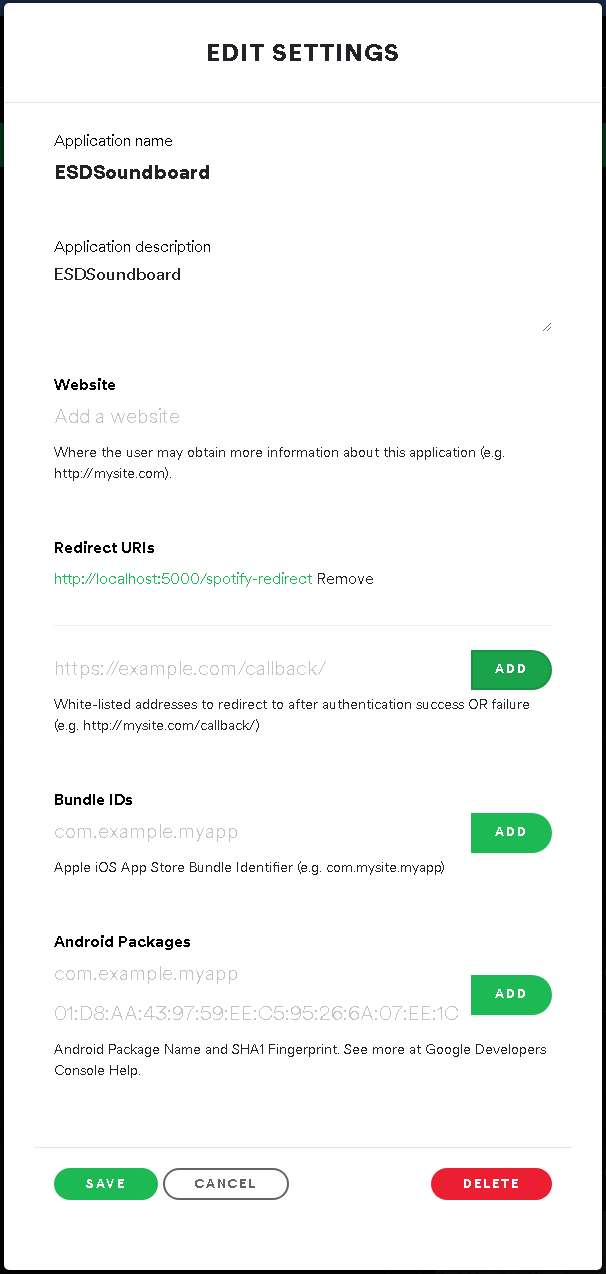 EDIT SETTINGS
Application name
ESDSoundboard
Application description
ESDSoundboard
Website
Add a website
Where the user may obtain more information about this application (e.g.
http://mysite.com).
Redirect URIs
http://localhost:5000/spotify-redirect Remove
https://example.com/callback/ ADD
White-listed addresses to redirect to after authentication success OR failure
(e.g. http://mysite.com/callback/)
Bundle IDs
com.example.myapp ADD
Apple iOS App Store Bundle Identifier (e.g. com.mysite.myapp)
Android Packages
com.example.myapp
ADD
01:D8:AA:43:97:59:EE:C5:95:26:6A:07:EE:1C
Android Package Name and SHA1 Fingerprint. See more at Google Developers
Console Help.
SAVE CANCEL DELETE